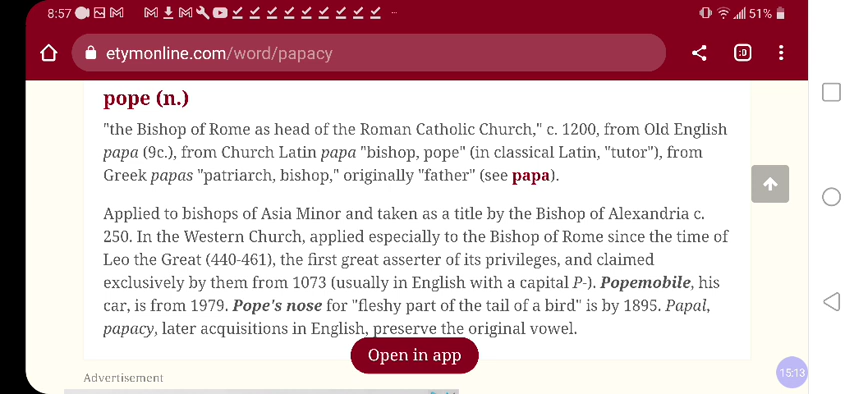 8:57
51%
etymonline.com/word/papacy
:D
pope (n.)
"the Bishop of Rome as head of the Roman Catholic Church," c. 1200, from Old English
papa (9c.), from Church Latin papa "bishop, pope" (in classical Latin, "tutor"), from
Greek papas "patriarch, bishop," originally "father" (see papa).
Applied to bishops of Asia Minor and taken as a title by the Bishop of Alexandria c.
250. In the Western Church, applied especially to the Bishop of Rome since the time of
Leo the Great (440-461), the first great asserter of its privileges, and claimed
exclusively by them from 1073 (usually in English with a capital P-). Popemobile, his
car, is from 1979. Pope's nose for "fleshy part of the tail of a bird" is by 1895. Papal,
papacy, later acquisitions in English, preserve the original vowel.
Open in app
15:13
Advertisement